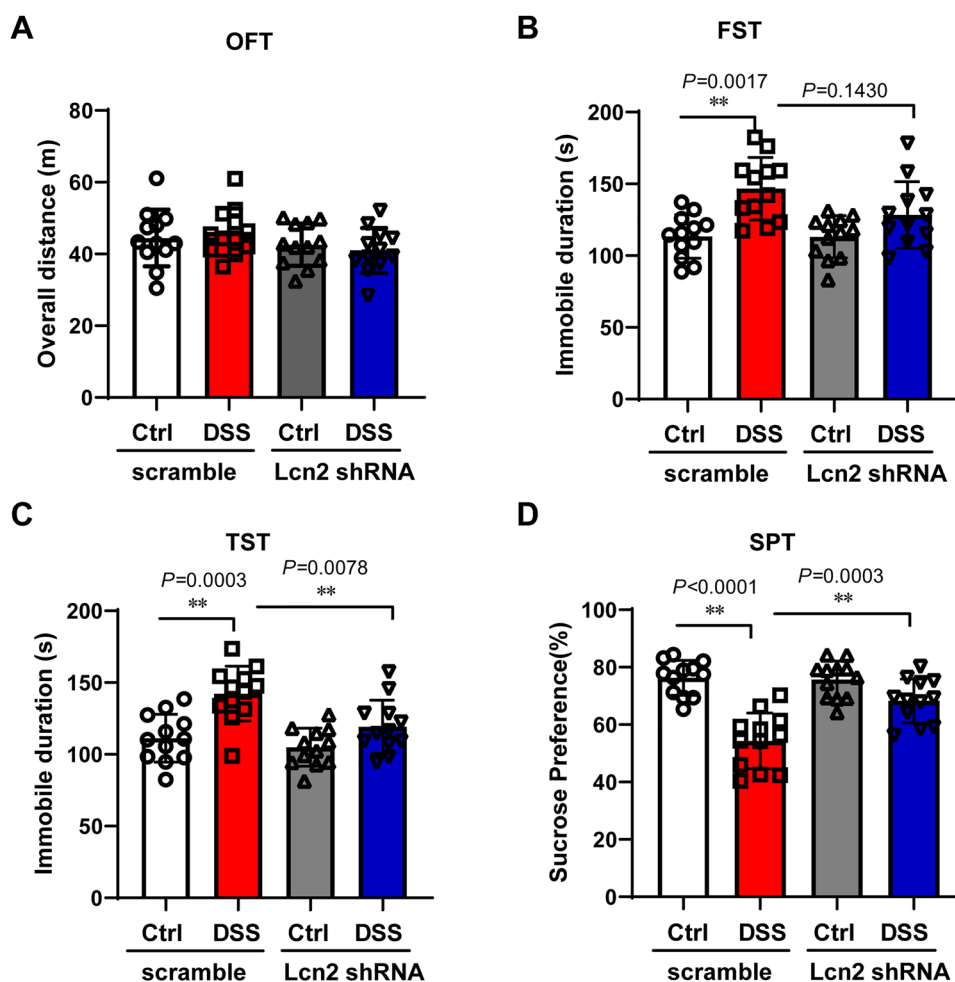 A
OFT
Overall distance (m)
80
60
40
20
0
Ctrl DSS Ctrl DSS
scramble Lcn2 shRNA
B
FST
P=0.0017
**
P=0.1430
Immobile duration (s)
200
150
100
50
0
Ctrl DSS Ctrl DSS
scramble Lcn2 shRNA
C
TST
P=0.0003
**
P=0.0078
**
Immobile duration (s)
200
150
100
50
0
Ctrl DSS Ctrl DSS
scramble Lcn2 shRNA
D
SPT
P<0.0001
**
P=0.0003
**
Sucrose Preference(%)
100
80
60
40
20
0
Ctrl DSS Ctrl DSS
scramble Lcn2 shRNA